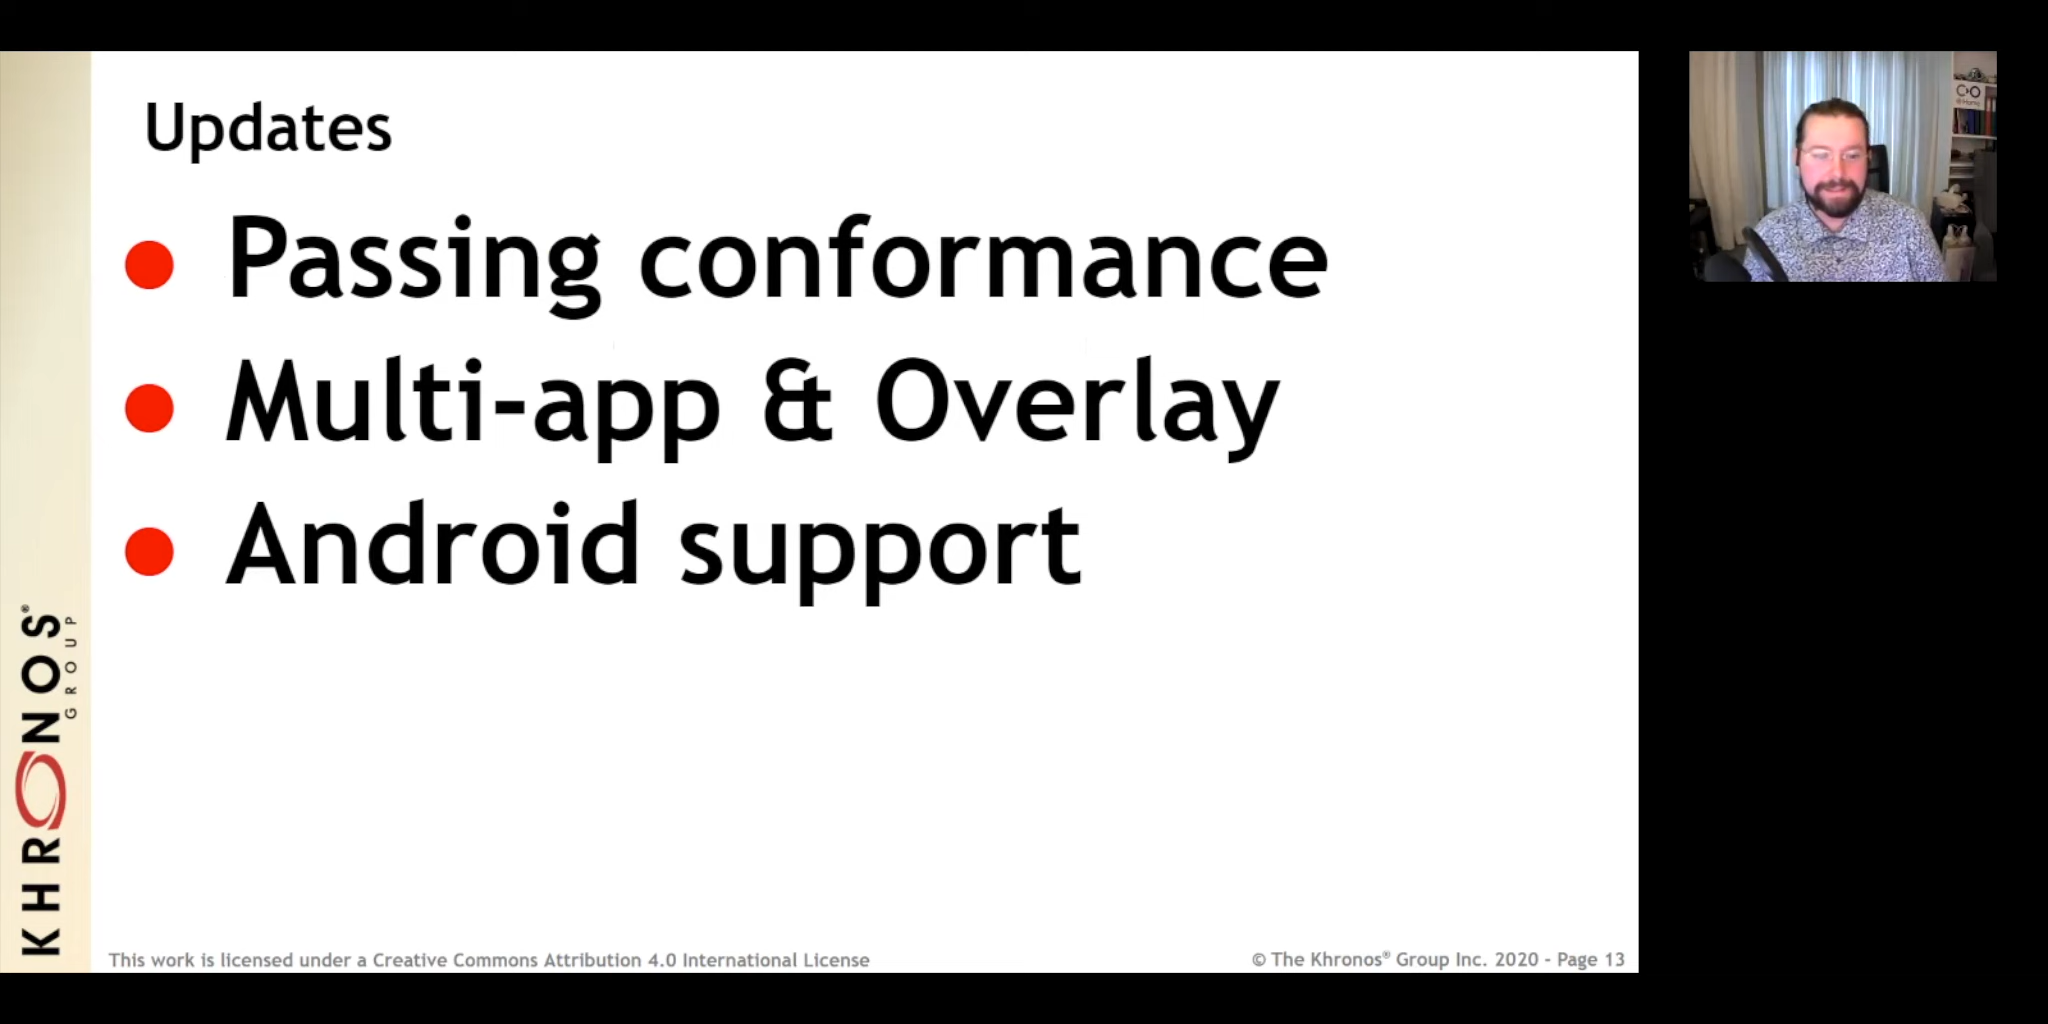 Updates
Passing conformance
Multi-app & Overlay
Android support
KHRONOS®
GROUP
This work is licensed under a Creative Commons Attribution 4.0 International License
© The Khronos® Group Inc. 2020 - Page 13